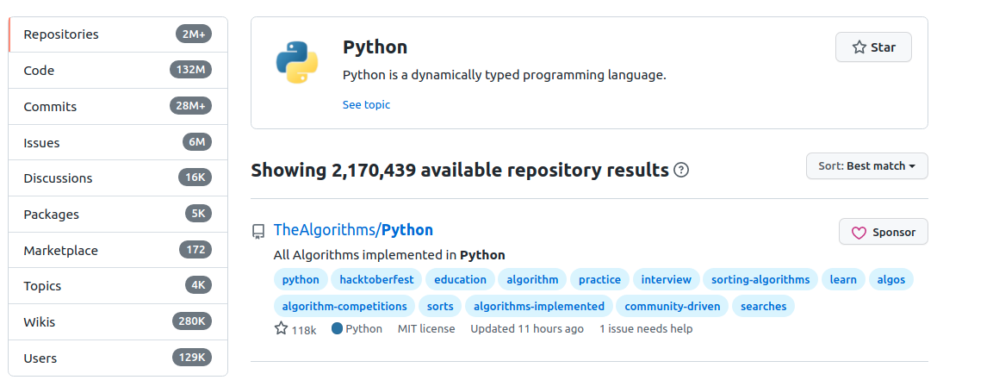 Repositories 2M+
Code 132M
Commits 28M+
Issues 6M
Discussions 16K
Packages 5K
Marketplace 172
Topics 4K
Wikis 280K
Users 129K
Python
Star
Python is a dynamically typed programming language.
See topic
Showing 2,170,439 available repository results
Sort: Best match
TheAlgorithms/Python
Sponsor
All Algorithms implemented in Python
python hacktoberfest education algorithm practice interview sorting-algorithms learn algos
algorithm-competitions sorts algorithms-implemented community-driven searches
118k Python MIT license Updated 11 hours ago 1 issue needs help